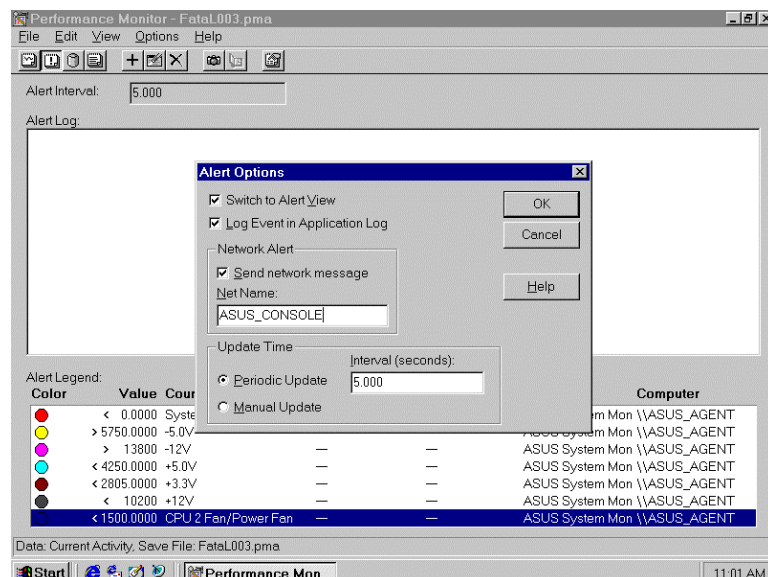 Performance Monitor - FataL003.pma
File Edit View Options Help
Alert Interval: 5.000
Alert Log:
Alert Options
Switch to Alert View
Log Event in Application Log
OK
Cancel
Network Alert
Send network message
Help
Net Name:
ASUS_CONSOLE
Update Time
Interval (seconds):
Periodic Update 5.000
Manual Update
Alert Legend:
Color Value Computer
< 0.0000 \\ASUS_AGENT
> 5750.0000 -5.0V ASUS System Mon \\ASUS_AGENT
> 13800 -12V — — ASUS System Mon \\ASUS_AGENT
< 4250.0000 +5.0V — — ASUS System Mon \\ASUS_AGENT
< 2805.0000 +3.3V — — ASUS System Mon \\ASUS_AGENT
< 10200 +12V — — ASUS System Mon \\ASUS_AGENT
< 1500.0000 CPU 2 Fan/Power Fan — — ASUS System Mon \\ASUS_AGENT
Data: Current Activity, Save File: FataL003.pma
Start Performance Mon... 11:01 AM